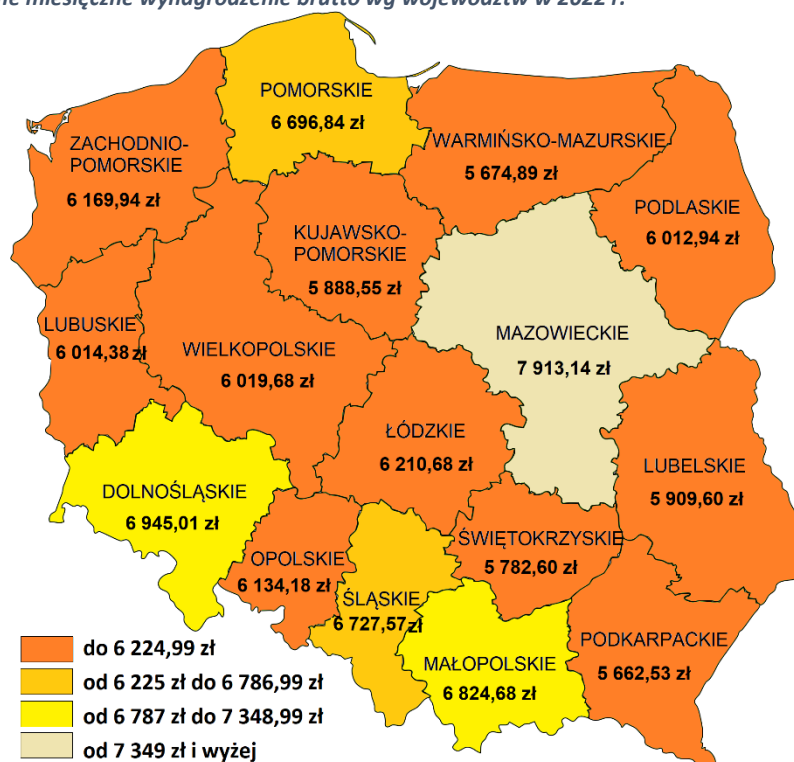 miesięczne wynagrodzenie brutto wg województw w 2022 r.
POMORSKIE
6 696,84 zł
ZACHODNIO-
POMORSKIE
6 169,94 zł
WARMIŃSKO-MAZURSKIE
5 674,89 zł
PODLASKIE
6 012,94 zł
KUJAWSKO-
POMORSKIE
5 888,55 zł
LUBUSKIE
6 014,38 zł
WIELKOPOLSKIE
6 019,68 zł
MAZOWIECKIE
7 913,14 zł
ŁÓDZKIE
6 210,68 zł
LUBELSKIE
5 909,60 zł
DOLNOŚLĄSKIE
6 945,01 zł
OPOLSKIE
6 134,18 zł
ŚLĄSKIE
6 727,57zł
ŚWIĘTOKRZYSKIE
5 782,60 zł
MAŁOPOLSKIE
6 824,68 zł
PODKARPACKIE
5 662,53 zł
do 6 224,99 zł
od 6 225 zł do 6 786,99 zł
od 6 787 zł do 7 348,99 zł
od 7 349 zł i wyżej